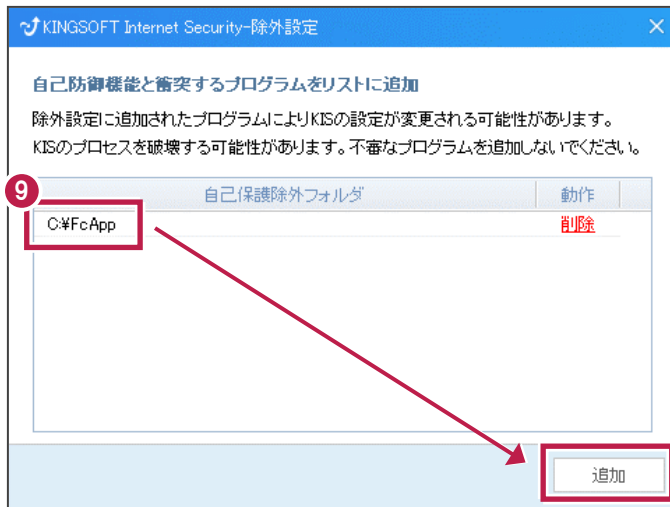 KINGSOFT Internet Security-除外設定
自己防御機能と衝突するプログラムをリストに追加
除外設定に追加されたプログラムによりKISの設定が変更される可能性があります。
KISのプロセスを破壊する可能性があります。不審なプログラムを追加しないでください。
9
自己保護除外フォルダ 動作
C:¥FcApp 削除
追加